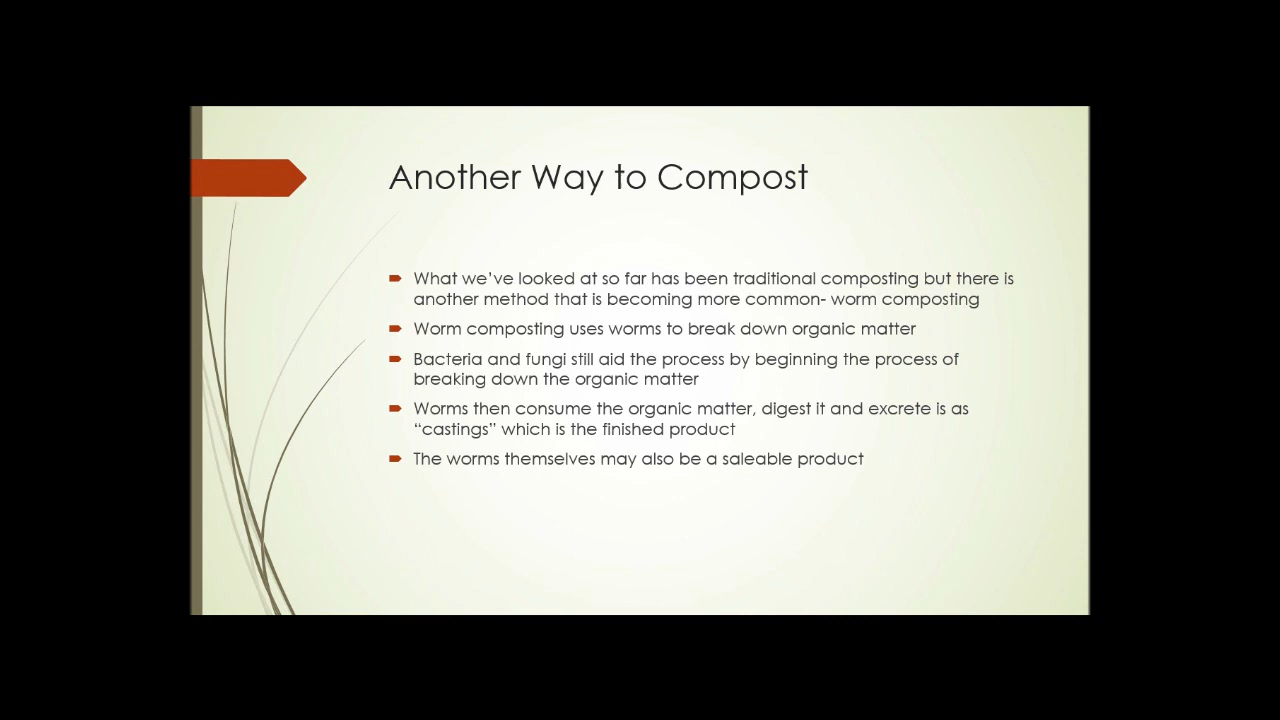 Another Way to Compost
What we’ve looked at so far has been traditional composting but there is
another method that is becoming more common- worm composting
Worm composting uses worms to break down organic matter
Bacteria and fungi still aid the process by beginning the process of
breaking down the organic matter
Worms then consume the organic matter, digest it and excrete is as
“castings” which is the finished product
The worms themselves may also be a saleable product